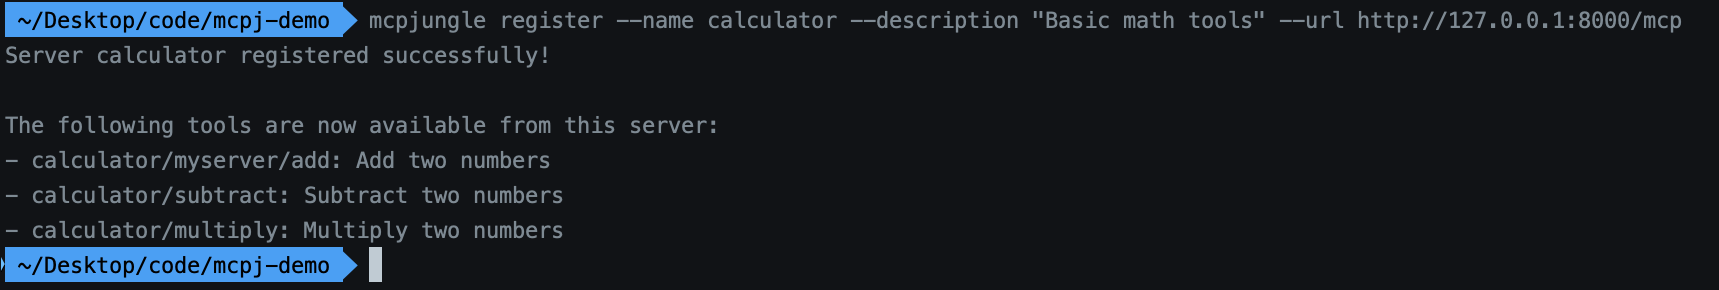 ~/Desktop/code/mcpj-demo mcpjungle register --name calculator --description "Basic math tools" --url http://127.0.0.1:8000/mcp
Server calculator registered successfully!
The following tools are now available from this server:
- calculator/myserver/add: Add two numbers
- calculator/subtract: Subtract two numbers
- calculator/multiply: Multiply two numbers
~/Desktop/code/mcpj-demo